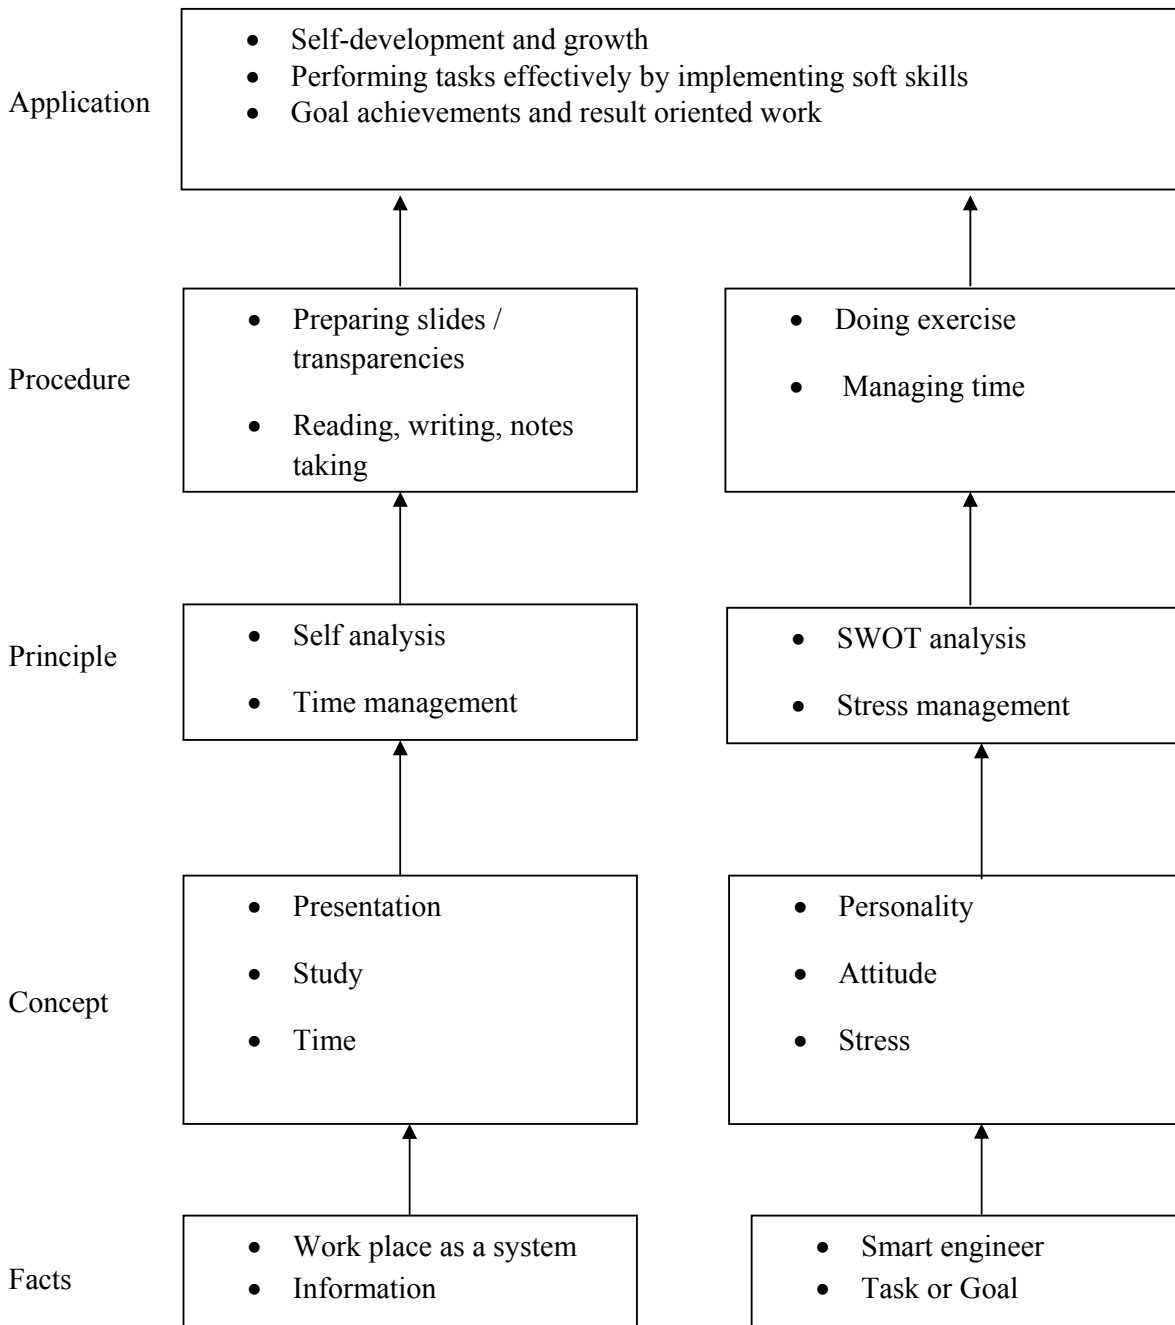 • Self-development and growth
• Performing tasks effectively by implementing soft skills
Application
• Goal achievements and result oriented work
• Preparing slides /
transparencies
• Reading, writing, notes
taking
Procedure
• Doing exercise
• Managing time
Principle
• Self analysis
• Time management
• SWOT analysis
• Stress management
Concept
• Presentation
• Study
• Time
• Personality
• Attitude
• Stress
Facts
• Work place as a system
• Information
• Smart engineer
• Task or Goal